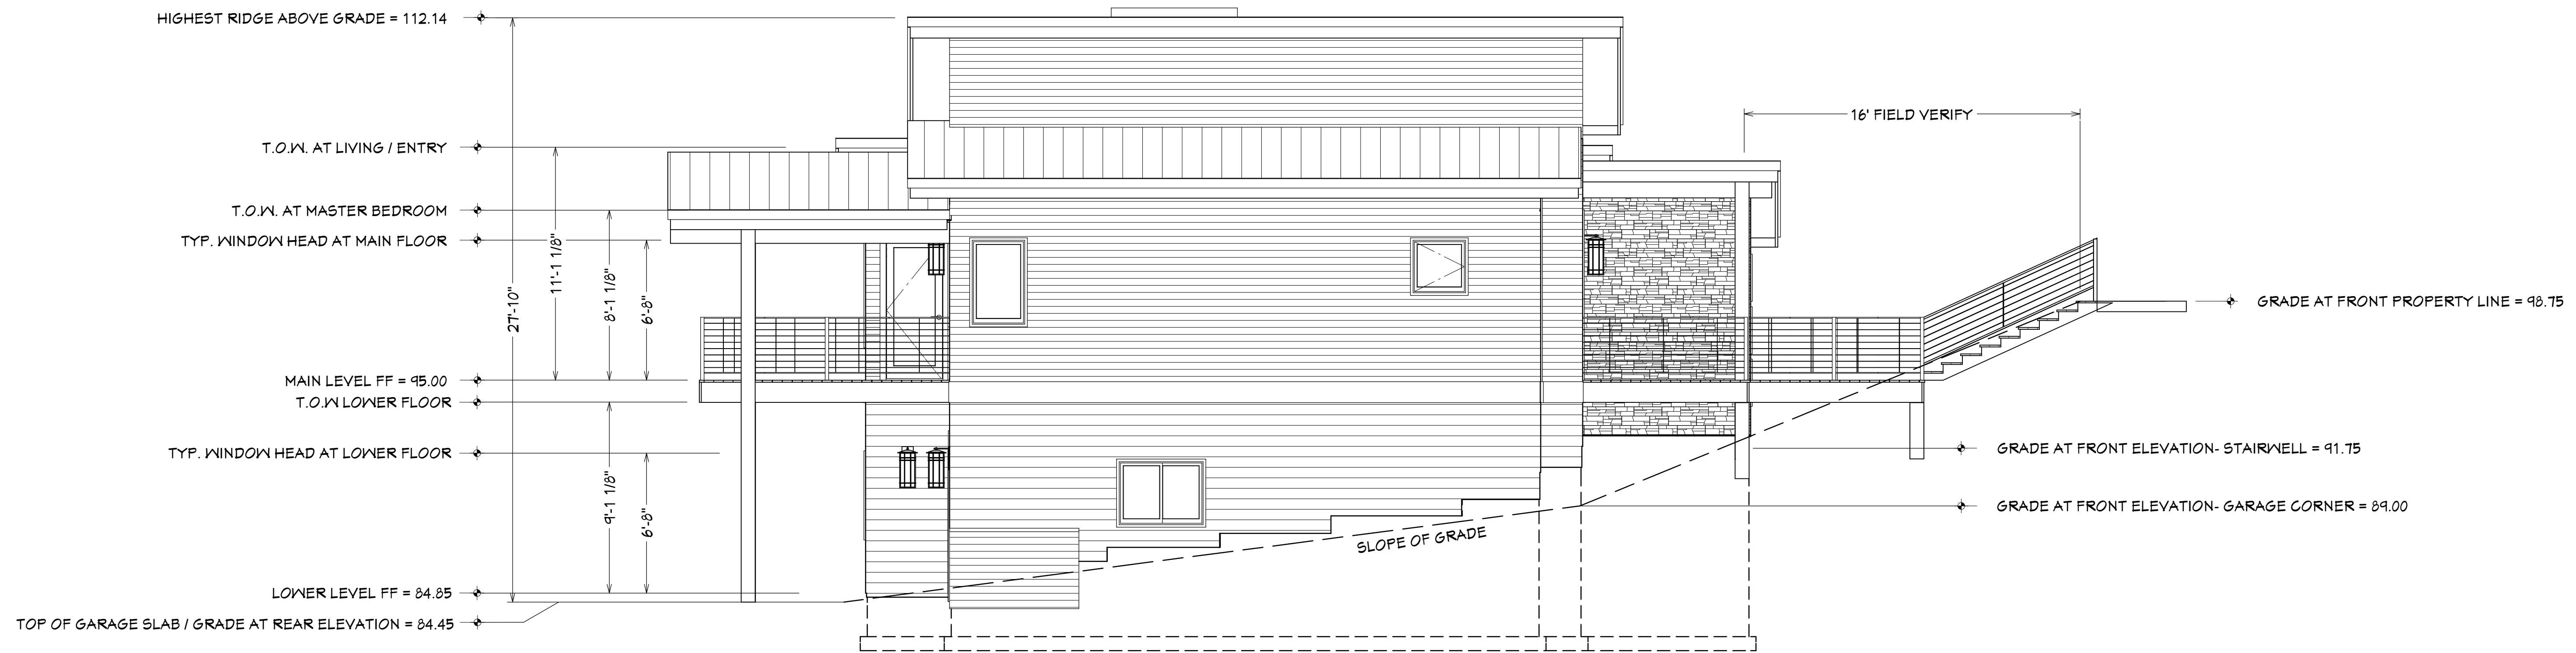 HIGHEST RIDGE ABOVE GRADE = 112.14
16' FIELD VERIFY
T.O.W. AT LIVING / ENTRY
T.O.W. AT MASTER BEDROOM
TYP. WINDOW HEAD AT MAIN FLOOR
27'-10"
11'-1 1/8"
8'-1 1/8"
6'-8"
GRADE AT FRONT PROPERTY LINE = 98.75
MAIN LEVEL FF = 95.00
T.O.W LOWER FLOOR
TYP. WINDOW HEAD AT LOWER FLOOR
9'-1 1/8"
6'-8"
GRADE AT FRONT ELEVATION- STAIRWELL = 91.75
GRADE AT FRONT ELEVATION- GARAGE CORNER = 89.00
SLOPE OF GRADE
LOWER LEVEL FF = 84.85
TOP OF GARAGE SLAB / GRADE AT REAR ELEVATION = 84.45